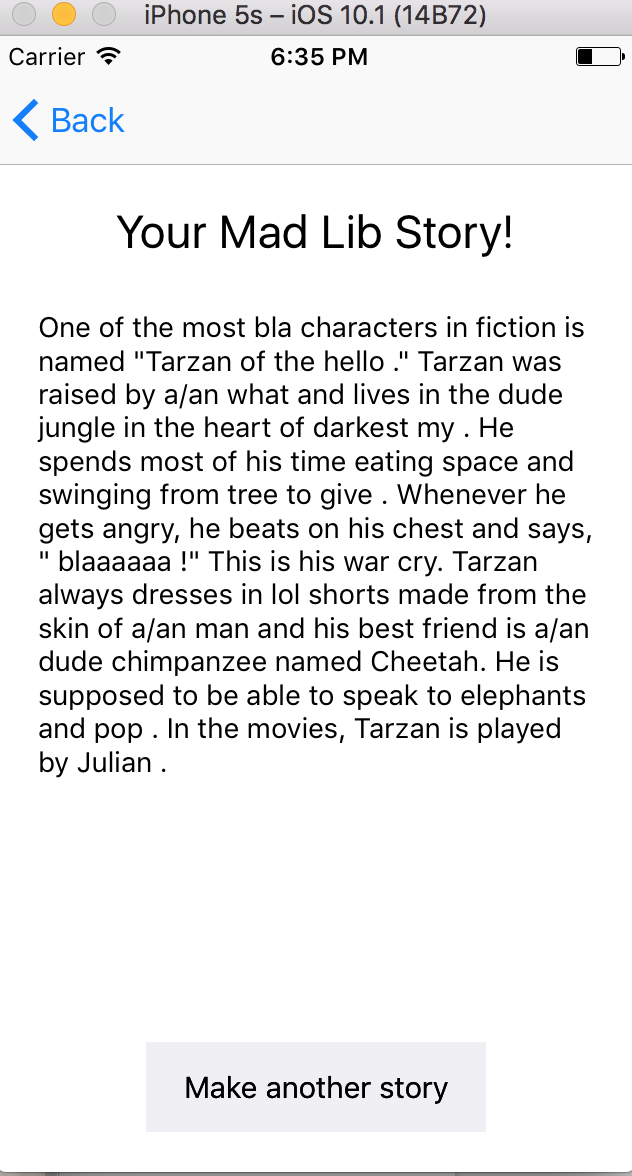 iPhone 5s – iOS 10.1 (14B72)
Carrier 6:35 PM
Back
Your Mad Lib Story!
One of the most bla characters in fiction is
named "Tarzan of the hello ." Tarzan was
raised by a/an what and lives in the dude
jungle in the heart of darkest my . He
spends most of his time eating space and
swinging from tree to give . Whenever he
gets angry, he beats on his chest and says,
" blaaaaaa !" This is his war cry. Tarzan
always dresses in lol shorts made from the
skin of a/an man and his best friend is a/an
dude chimpanzee named Cheetah. He is
supposed to be able to speak to elephants
and pop . In the movies, Tarzan is played
by Julian .
Make another story